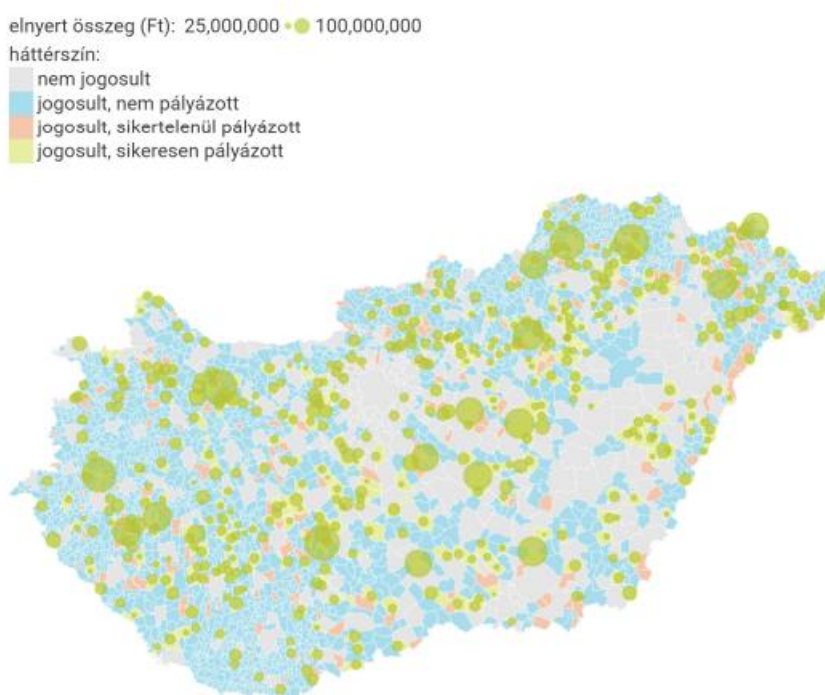 elnyert összeg (Ft): 25,000,000 100,000,000
háttérszín:
nem jogosult
jogosult, nem pályázott
jogosult, sikertelenül pályázott
jogosult, sikeresen pályázott